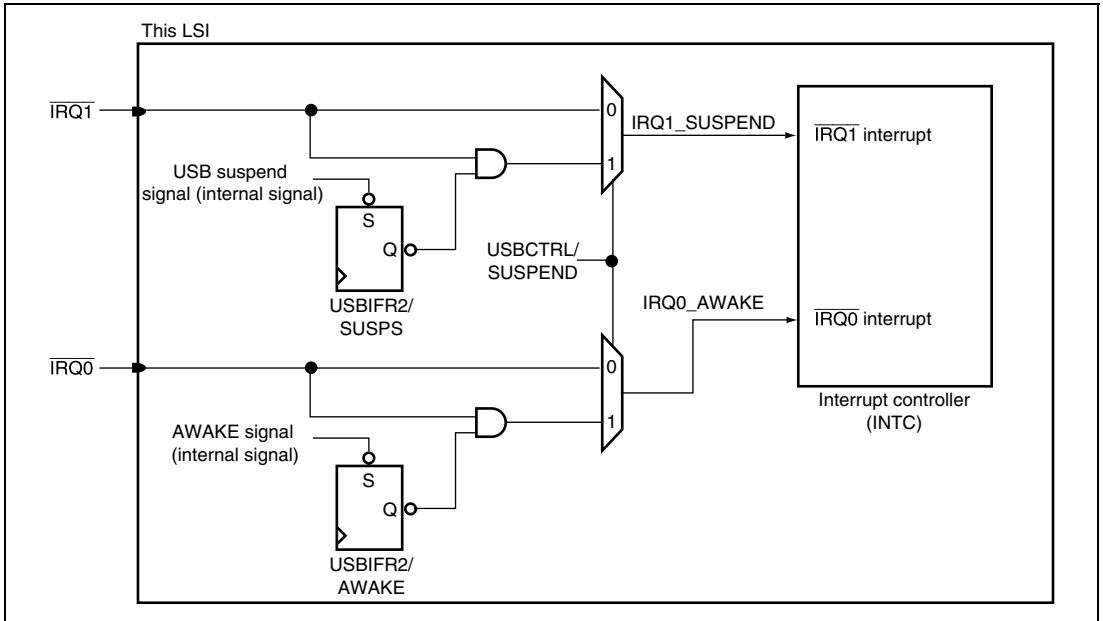 This LSI
IRQ1
0
IRQ1_SUSPEND
IRQ1 interrupt
USB suspend
signal (internal signal)
1
S
Q
USBCTRL/
SUSPEND
USBIFR2/
SUSPS
IRQ0_AWAKE
IRQ0 interrupt
IRQ0
0
Interrupt controller
(INTC)
AWAKE signal
(internal signal)
1
S
Q
USBIFR2/
AWAKE